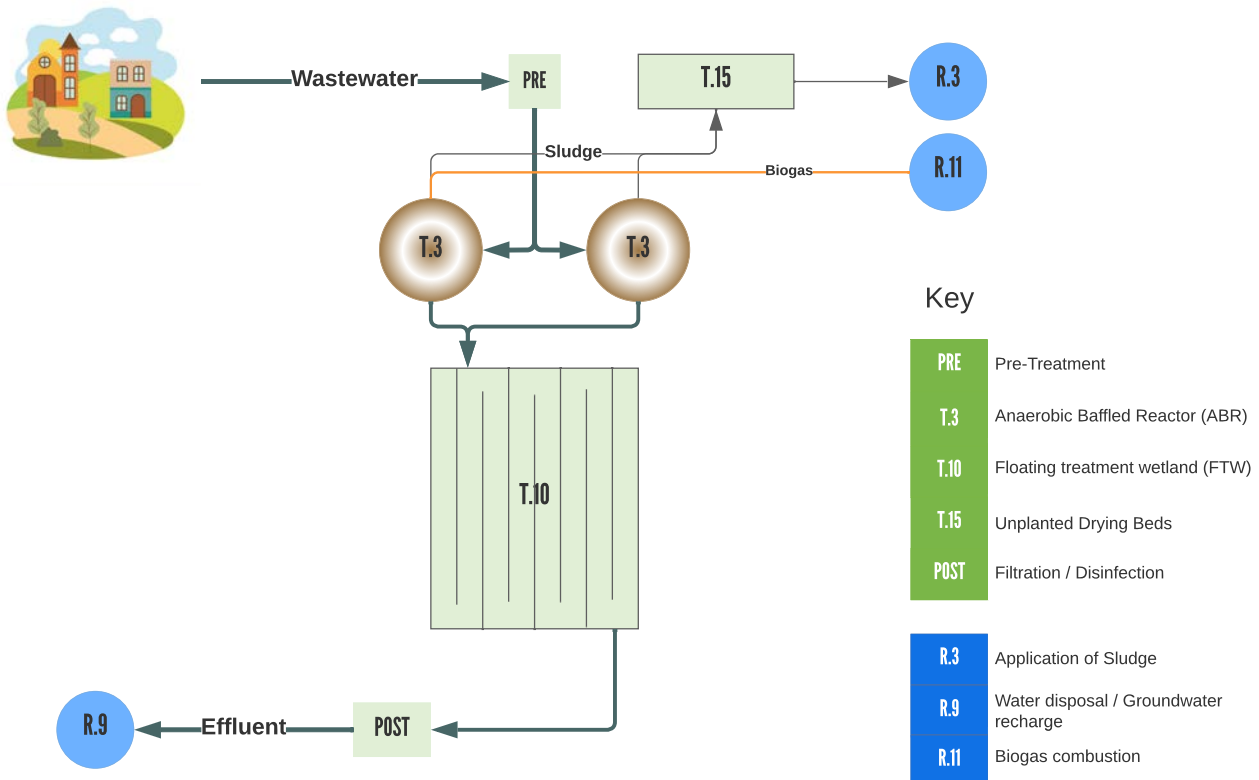 Wastewater
PRE
T.15
R.3
Sludge
Biogas
R.11
T.3
T.3
T.10
R.9
Effluent
POST
Key
PRE
Pre-Treatment
T.3
Anaerobic Baffled Reactor (ABR)
T.10
Floating treatment wetland (FTW)
T.15
Unplanted Drying Beds
POST
Filtration / Disinfection
R.3
Application of Sludge
R.9
Water disposal / Groundwater
recharge
R.11
Biogas combustion